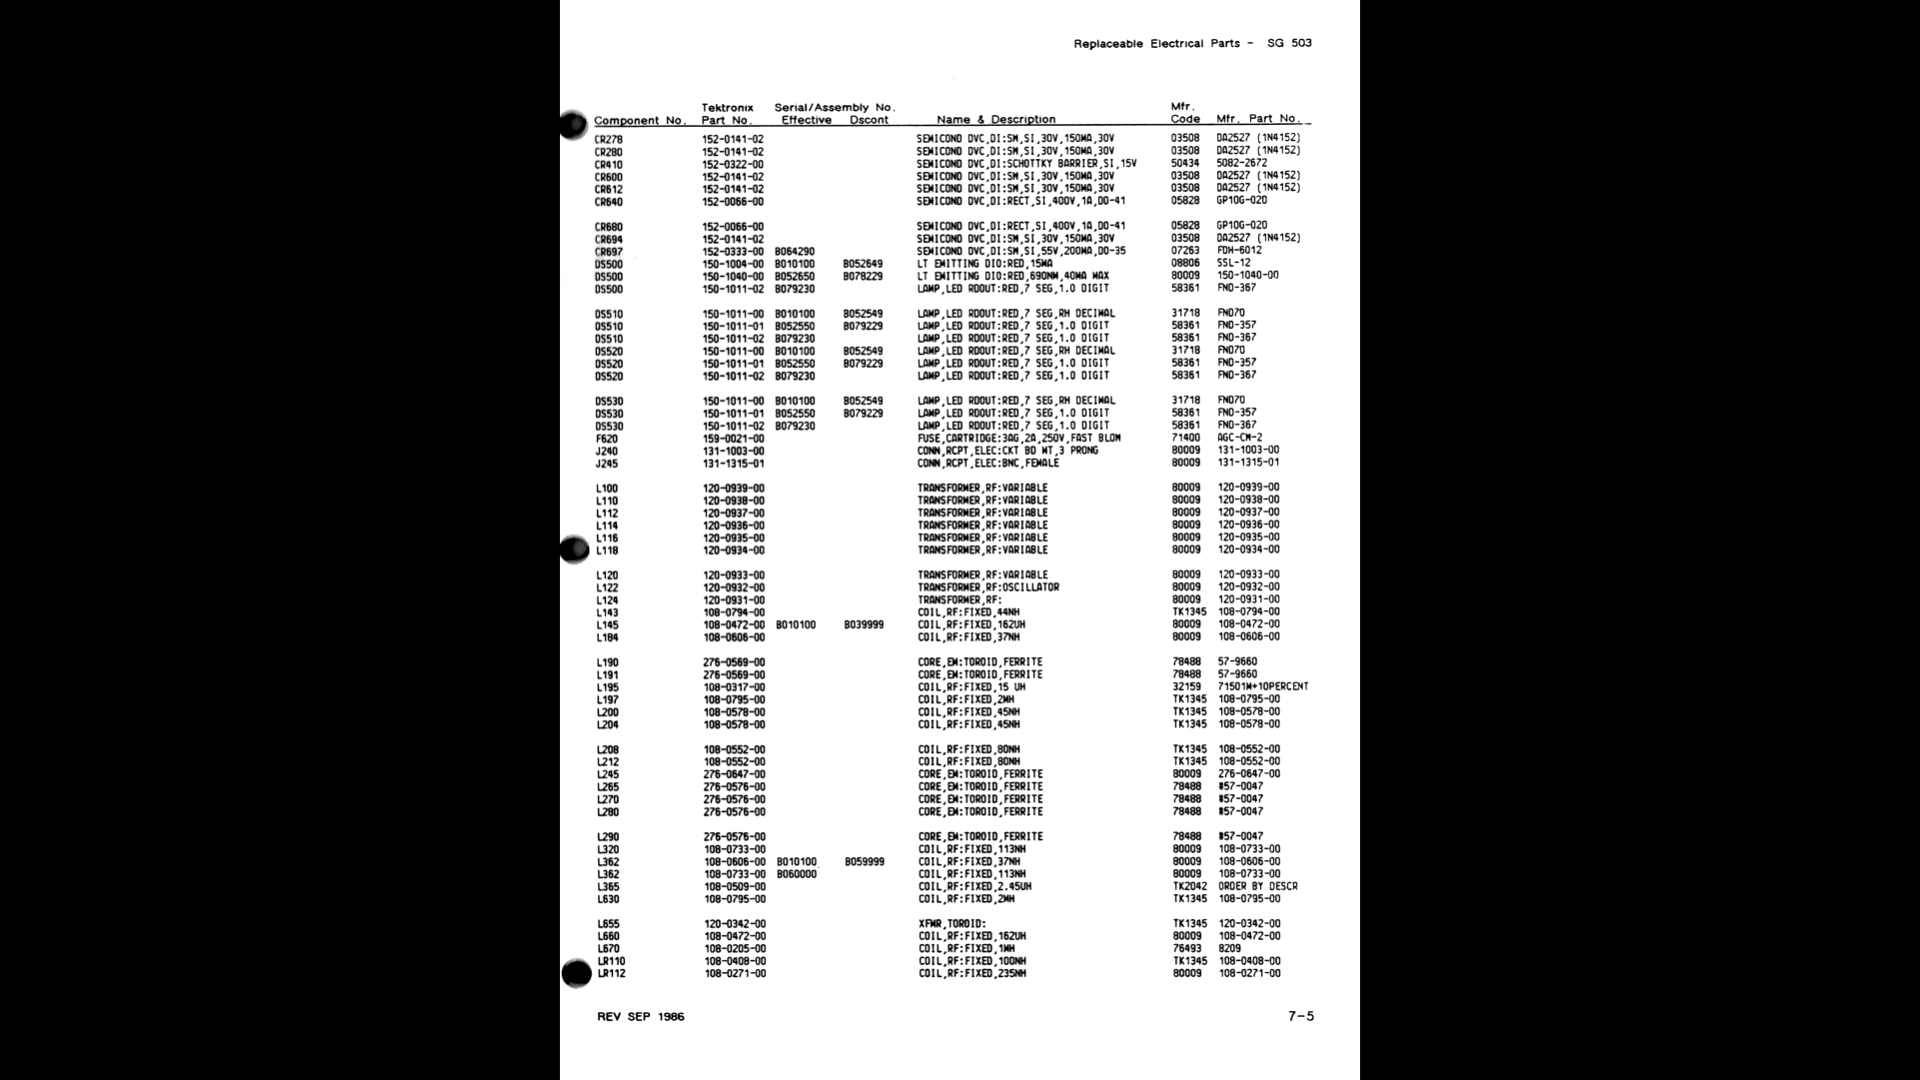 Replaceable Electrical Parts - SG 503
Tektronix Serial/Assembly No. Mfr.
Component No. Part No. Effective Dscont Name & Description Code Mfr. Part No.
CR278 152-0141-02 SEMICOND DVC,DI:SW,SI,30V,150MA,30V 03508 DA2527 (1N4152)
CR280 152-0141-02 SEMICOND DVC,DI:SW,SI,30V,150MA,30V 03508 DA2527 (1N4152)
CR410 152-0322-00 SEMICOND DVC,DI:SCHOTTKY BARRIER,SI,15V 50434 5082-2672
CR600 152-0141-02 SEMICOND DVC,DI:SW,SI,30V,150MA,30V 03508 DA2527 (1N4152)
CR612 152-0141-02 SEMICOND DVC,DI:SW,SI,30V,150MA,30V 03508 DA2527 (1N4152)
CR640 152-0066-00 SEMICOND DVC,DI:RECT,SI,400V,1A,DO-41 05828 GP10G-020
CR680 152-0066-00 SEMICOND DVC,DI:RECT,SI,400V,1A,DO-41 05828 GP10G-020
CR694 152-0141-02 SEMICOND DVC,DI:SW,SI,30V,150MA,30V 03508 DA2527 (1N4152)
CR697 152-0333-00 B064290 SEMICOND DVC,DI:SW,SI,55V,200MA,DO-35 07263 FDH-6012
DS500 150-1004-00 B010100 B052649 LT EMITTING DIO:RED,15MA 08806 SSL-12
DS500 150-1040-00 B052650 B078229 LT EMITTING DIO:RED,690NM,40MA MAX 80009 150-1040-00
DS500 150-1011-02 B079230 LAMP,LED RDOUT:RED,7 SEG,1.0 DIGIT 58361 FND-367
DS510 150-1011-00 B010100 B052549 LAMP,LED RDOUT:RED,7 SEG,RH DECIMAL 31718 FND70
DS510 150-1011-01 B052550 B079229 LAMP,LED RDOUT:RED,7 SEG,1.0 DIGIT 58361 FND-357
DS510 150-1011-02 B079230 LAMP,LED RDOUT:RED,7 SEG,1.0 DIGIT 58361 FND-367
DS520 150-1011-00 B010100 B052549 LAMP,LED RDOUT:RED,7 SEG,RH DECIMAL 31718 FND70
DS520 150-1011-01 B052550 B079229 LAMP,LED RDOUT:RED,7 SEG,1.0 DIGIT 58361 FND-357
DS520 150-1011-02 B079230 LAMP,LED RDOUT:RED,7 SEG,1.0 DIGIT 58361 FND-367
DS530 150-1011-00 B010100 B052549 LAMP,LED RDOUT:RED,7 SEG,RH DECIMAL 31718 FND70
DS530 150-1011-01 B052550 B079229 LAMP,LED RDOUT:RED,7 SEG,1.0 DIGIT 58361 FND-357
DS530 150-1011-02 B079230 LAMP,LED RDOUT:RED,7 SEG,1.0 DIGIT 58361 FND-367
F620 159-0021-00 FUSE,CARTRIDGE:3AG,2A,250V,FAST BLOW 71400 AGC-CW-2
J240 131-1003-00 CONN,RCPT,ELEC:CKT BD MT,3 PRONG 80009 131-1003-00
J245 131-1315-01 CONN,RCPT,ELEC:BNC,FEMALE 80009 131-1315-01
L100 120-0939-00 TRANSFORMER,RF:VARIABLE 80009 120-0939-00
L110 120-0938-00 TRANSFORMER,RF:VARIABLE 80009 120-0938-00
L112 120-0937-00 TRANSFORMER,RF:VARIABLE 80009 120-0937-00
L114 120-0936-00 TRANSFORMER,RF:VARIABLE 80009 120-0936-00
L116 120-0935-00 TRANSFORMER,RF:VARIABLE 80009 120-0935-00
L118 120-0934-00 TRANSFORMER,RF:VARIABLE 80009 120-0934-00
L120 120-0933-00 TRANSFORMER,RF:VARIABLE 80009 120-0933-00
L122 120-0932-00 TRANSFORMER,RF:OSCILLATOR 80009 120-0932-00
L124 120-0931-00 TRANSFORMER,RF: 80009 120-0931-00
L143 108-0794-00 COIL,RF:FIXED,44NH TK1345 108-0794-00
L145 108-0472-00 B010100 B039999 COIL,RF:FIXED,162UH 80009 108-0472-00
L184 108-0606-00 COIL,RF:FIXED,37NH 80009 108-0606-00
L190 276-0569-00 CORE,EM:TOROID,FERRITE 78488 57-9660
L191 276-0569-00 CORE,EM:TOROID,FERRITE 78488 57-9660
L195 108-0317-00 COIL,RF:FIXED,15 UH 32159 71501M+10PERCENT
L197 108-0795-00 COIL,RF:FIXED,2MH TK1345 108-0795-00
L200 108-0578-00 COIL,RF:FIXED,45NH TK1345 108-0578-00
L204 108-0578-00 COIL,RF:FIXED,45NH TK1345 108-0578-00
L208 108-0552-00 COIL,RF:FIXED,80NH TK1345 108-0552-00
L212 108-0552-00 COIL,RF:FIXED,80NH TK1345 108-0552-00
L245 276-0647-00 CORE,EM:TOROID,FERRITE 80009 276-0647-00
L265 276-0576-00 CORE,EM:TOROID,FERRITE 78488 #57-0047
L270 276-0576-00 CORE,EM:TOROID,FERRITE 78488 #57-0047
L280 276-0576-00 CORE,EM:TOROID,FERRITE 78488 #57-0047
L290 276-0576-00 CORE,EM:TOROID,FERRITE 78488 #57-0047
L320 108-0733-00 COIL,RF:FIXED,113NH 80009 108-0733-00
L362 108-0606-00 B010100 B059999 COIL,RF:FIXED,37NH 80009 108-0606-00
L362 108-0733-00 B060000 COIL,RF:FIXED,113NH 80009 108-0733-00
L365 108-0509-00 COIL,RF:FIXED,2.45UH TK2042 ORDER BY DESCR
L630 108-0795-00 COIL,RF:FIXED,2MH TK1345 108-0795-00
L655 120-0342-00 XFMR,TOROID: TK1345 120-0342-00
L660 108-0472-00 COIL,RF:FIXED,162UH 80009 108-0472-00
L670 108-0205-00 COIL,RF:FIXED,1MH 76493 8209
LR110 108-0408-00 COIL,RF:FIXED,100NH TK1345 108-0408-00
LR112 108-0271-00 COIL,RF:FIXED,235NH 80009 108-0271-00
REV SEP 1986 7-5